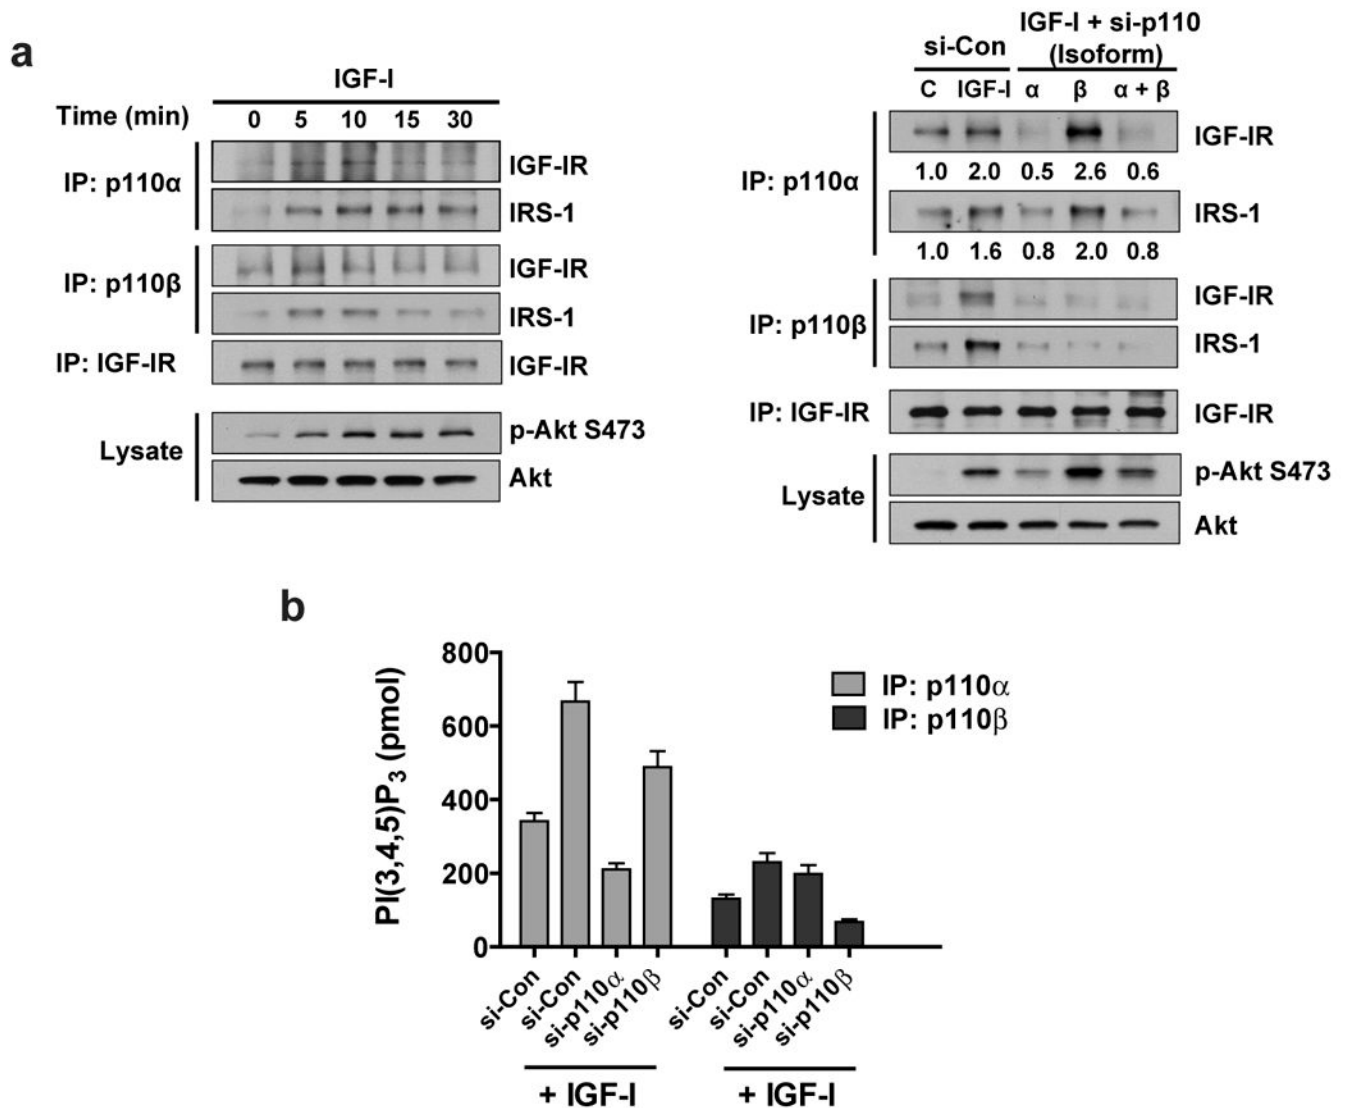 a
IGF-I
Time (min) 0 5 10 15 30
IP: p110α
IGF-IR
IRS-1
IP: p110β
IGF-IR
IRS-1
IP: IGF-IR
IGF-IR
Lysate
p-Akt S473
Akt
si-Con
IGF-I + si-p110
(Isoform)
C IGF-I α β α + β
IP: p110α
IGF-IR
1.0 2.0 0.5 2.6 0.6
IRS-1
1.0 1.6 0.8 2.0 0.8
IP: p110β
IGF-IR
IRS-1
IP: IGF-IR
IGF-IR
Lysate
p-Akt S473
Akt
b
PI(3,4,5)P3 (pmol)
800
600
400
200
0
IP: p110α
IP: p110β
si-Con
si-Con
si-p110α
si-p110β
si-Con
si-Con
si-p110α
si-p110β
+ IGF-I
+ IGF-I